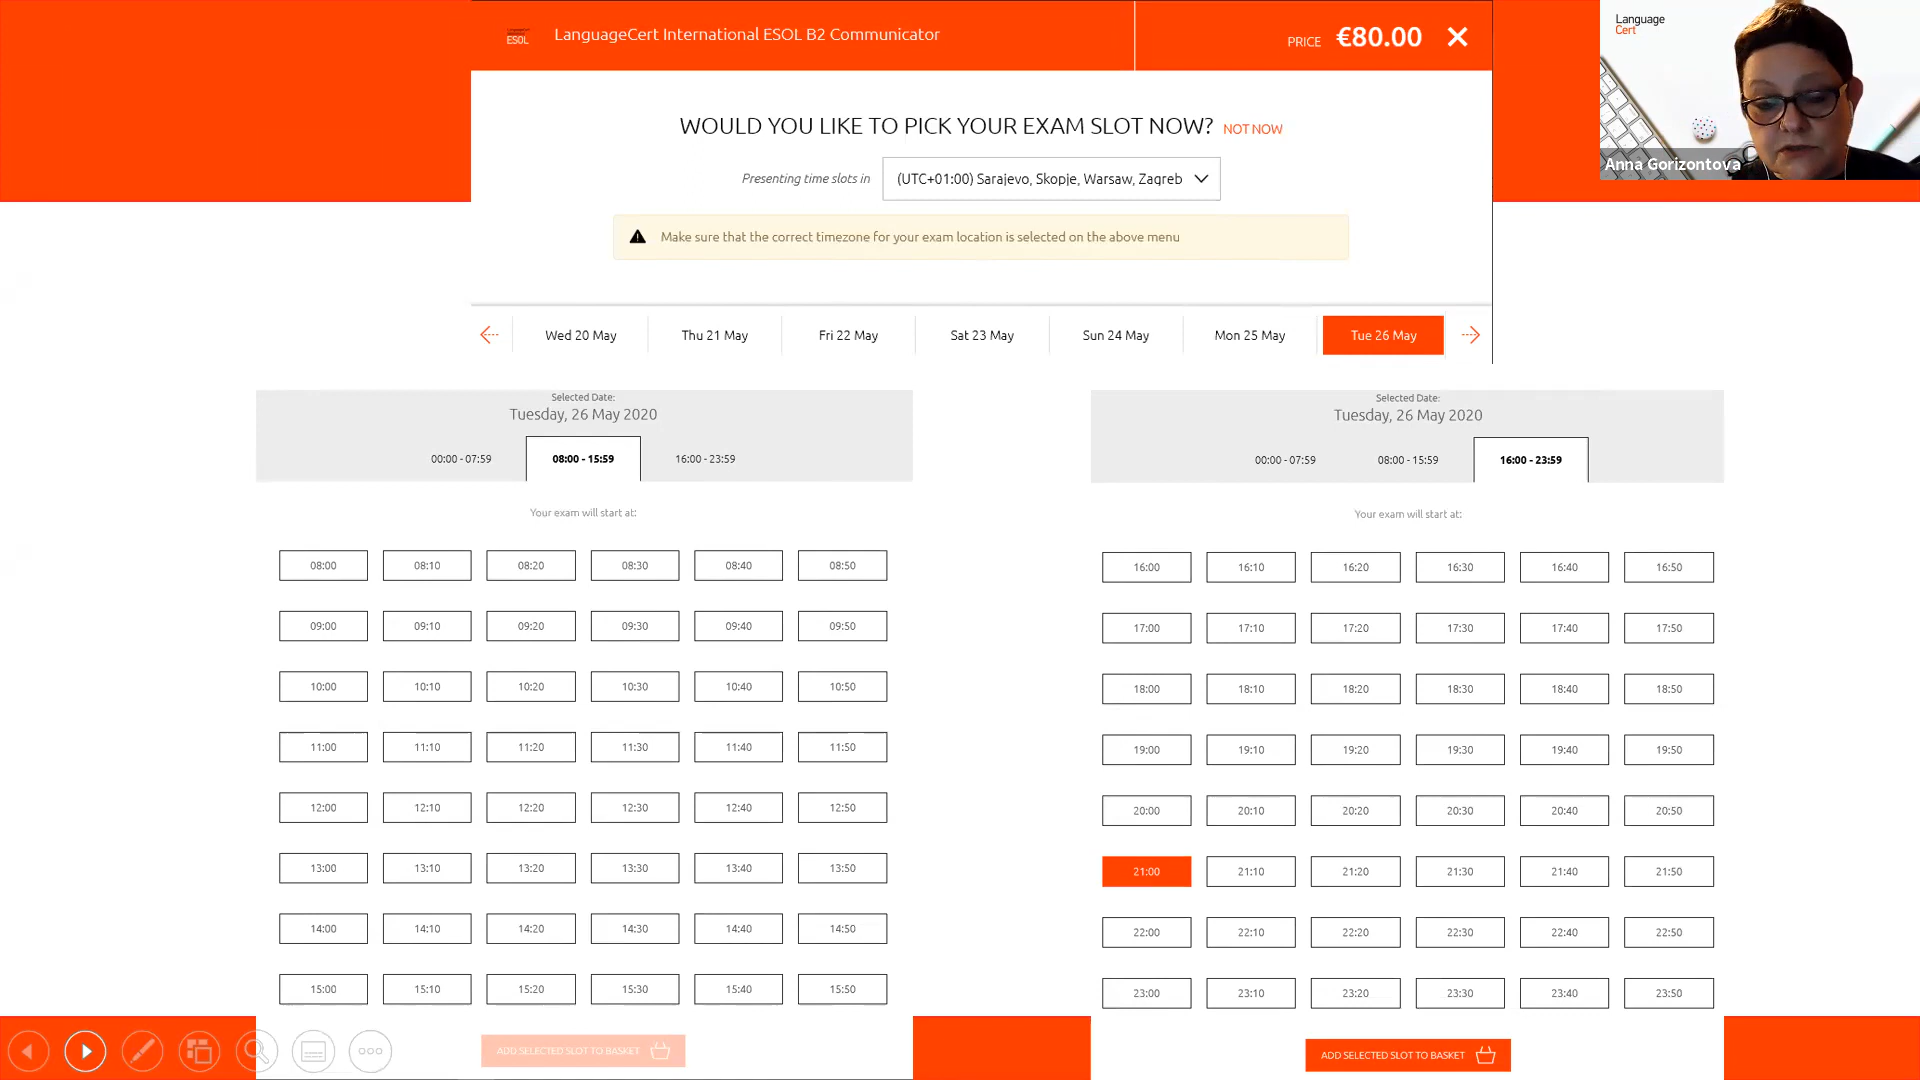 ESOL
LanguageCert International ESOL B2 Communicator
PRICE €80.00
Language
Cert
Anna Gorizontova
WOULD YOU LIKE TO PICK YOUR EXAM SLOT NOW? NOT NOW
Presenting time slots in (UTC+01:00) Sarajevo, Skopje, Warsaw, Zagreb
Make sure that the correct timezone for your exam location is selected on the above menu
Wed 20 May Thu 21 May Fri 22 May Sat 23 May Sun 24 May Mon 25 May Tue 26 May
Selected Date:
Tuesday, 26 May 2020
00:00 - 07:59 08:00 - 15:59 16:00 - 23:59
Your exam will start at:
08:00 08:10 08:20 08:30 08:40 08:50
09:00 09:10 09:20 09:30 09:40 09:50
10:00 10:10 10:20 10:30 10:40 10:50
11:00 11:10 11:20 11:30 11:40 11:50
12:00 12:10 12:20 12:30 12:40 12:50
13:00 13:10 13:20 13:30 13:40 13:50
14:00 14:10 14:20 14:30 14:40 14:50
15:00 15:10 15:20 15:30 15:40 15:50
ADD SELECTED SLOT TO BASKET
Selected Date:
Tuesday, 26 May 2020
00:00 - 07:59 08:00 - 15:59 16:00 - 23:59
Your exam will start at:
16:00 16:10 16:20 16:30 16:40 16:50
17:00 17:10 17:20 17:30 17:40 17:50
18:00 18:10 18:20 18:30 18:40 18:50
19:00 19:10 19:20 19:30 19:40 19:50
20:00 20:10 20:20 20:30 20:40 20:50
21:00 21:10 21:20 21:30 21:40 21:50
22:00 22:10 22:20 22:30 22:40 22:50
23:00 23:10 23:20 23:30 23:40 23:50
ADD SELECTED SLOT TO BASKET